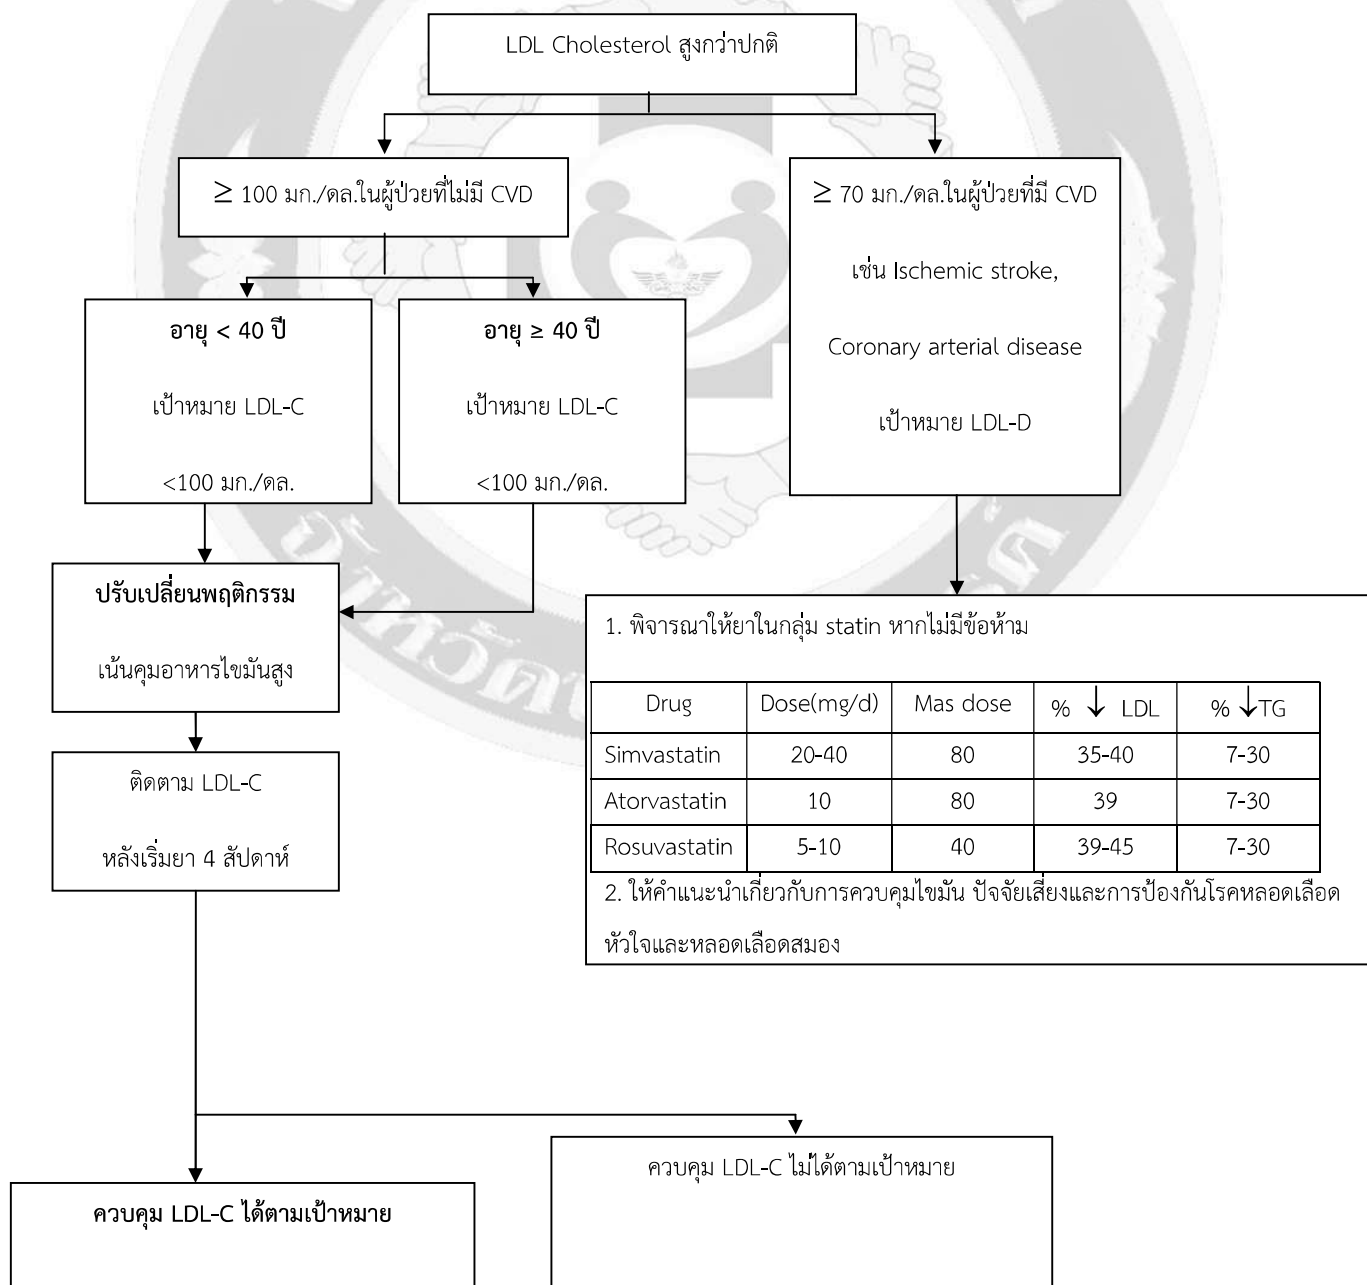 LDL Cholesterol สูงกว่าปกติ
≥ 100 มก./ดล.ในผู้ป่วยที่ไม่มี CVD
≥ 70 มก./ดล.ในผู้ป่วยที่มี CVD
เช่น Ischemic stroke,
Coronary arterial disease
เป้าหมาย LDL-D
อายุ < 40 ปี
เป้าหมาย LDL-C
<100 มก./ดล.
อายุ ≥ 40 ปี
เป้าหมาย LDL-C
<100 มก./ดล.
ปรับเปลี่ยนพฤติกรรม
เน้นคุมอาหารไขมันสูง
ติดตาม LDL-C
หลังเริ่มยา 4 สัปดาห์
1. พิจารณาให้ยาในกลุ่ม statin หากไม่มีข้อห้าม
Drug Dose(mg/d) Mas dose % ↓ LDL % ↓TG
Simvastatin 20-40 80 35-40 7-30
Atorvastatin 10 80 39 7-30
Rosuvastatin 5-10 40 39-45 7-30
2. ให้คำแนะนำเกี่ยวกับการควบคุมไขมัน ปัจจัยเสี่ยงและการป้องกันโรคหลอดเลือด
หัวใจและหลอดเลือดสมอง
ควบคุม LDL-C ได้ตามเป้าหมาย
ควบคุม LDL-C ไม่ได้ตามเป้าหมาย